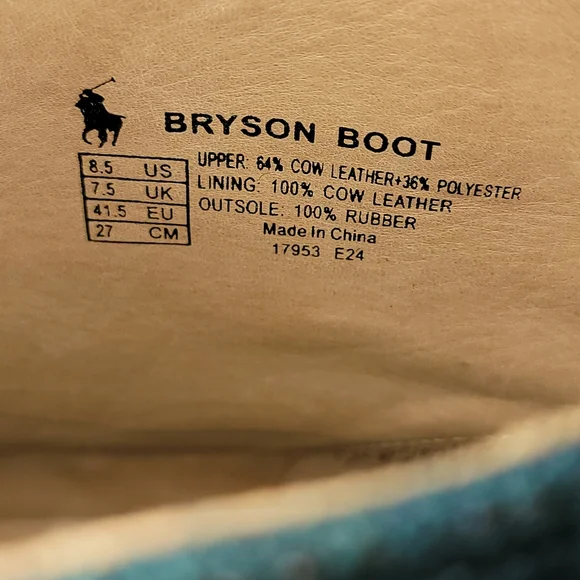 BRYSON BOOT
8.5 US
7.5 UK
41.5 EU
27 CM
UPPER: 64% COW LEATHER+36% POLYESTER
LINING: 100% COW LEATHER
OUTSOLE: 100% RUBBER
Made In China
17953 E24